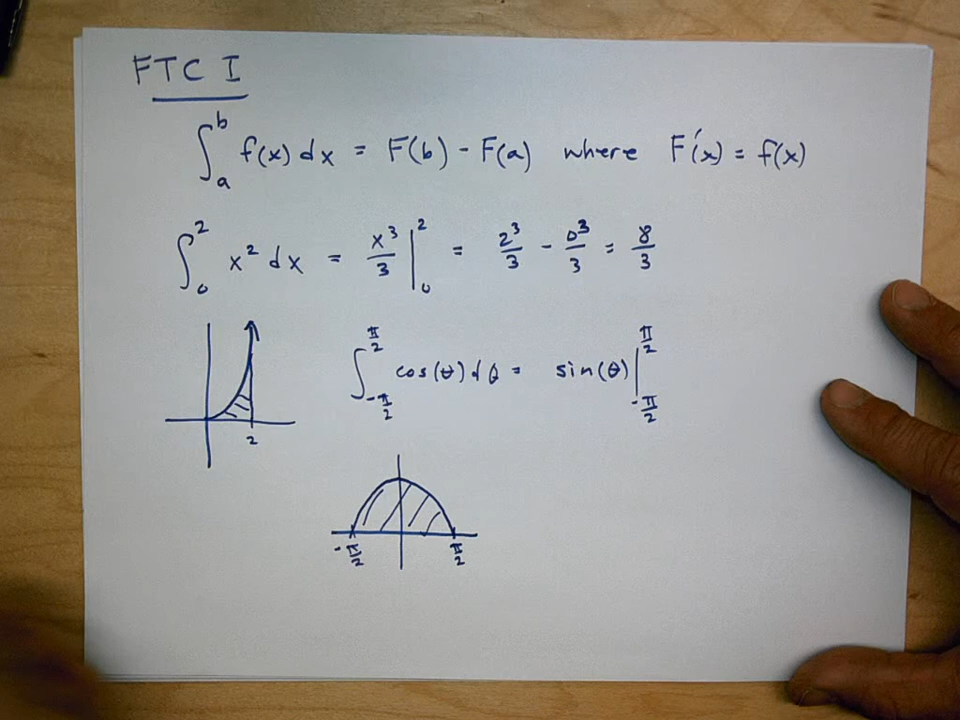 FTC I
∫_a^b f(x) dx = F(b) - F(a) where F'(x) = f(x)
∫_0^2 x² dx = x³/3 |_0^2 = 2³/3 - 0³/3 = 8/3
∫_{-π/2}^{π/2} cos(θ) dθ = sin(θ) |_{-π/2}^{π/2}
2
-π/2 π/2